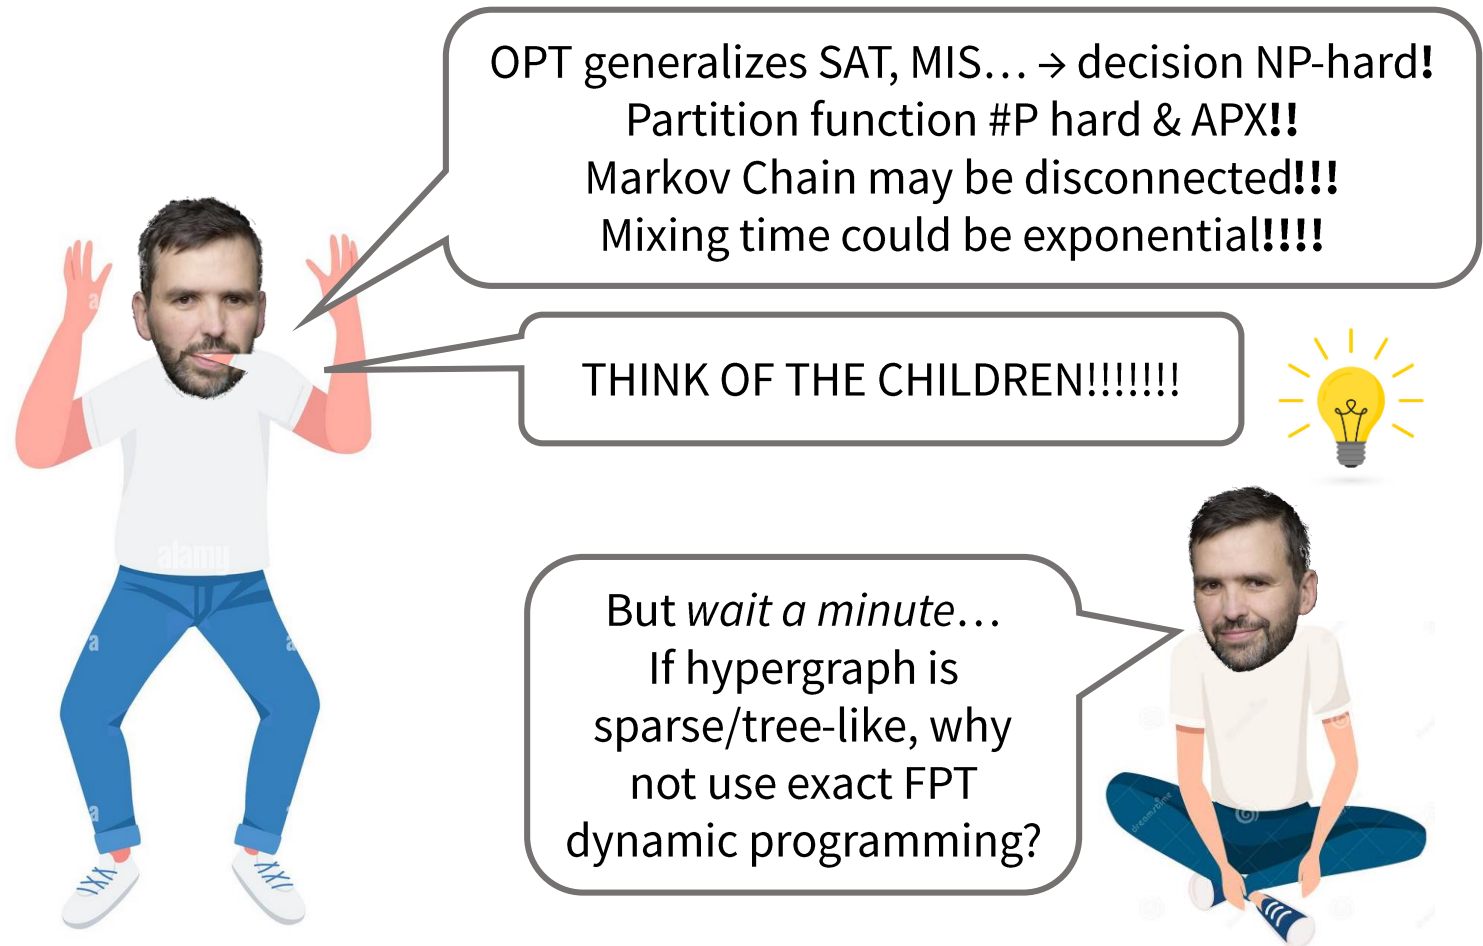 OPT generalizes SAT, MIS… → decision NP-hard!
Partition function #P hard & APX!!
Markov Chain may be disconnected!!!
Mixing time could be exponential!!!!
THINK OF THE CHILDREN!!!!!!!
But wait a minute…
If hypergraph is
sparse/tree-like, why
not use exact FPT
dynamic programming?
a
alamy
a
a
a
a
dreamstime